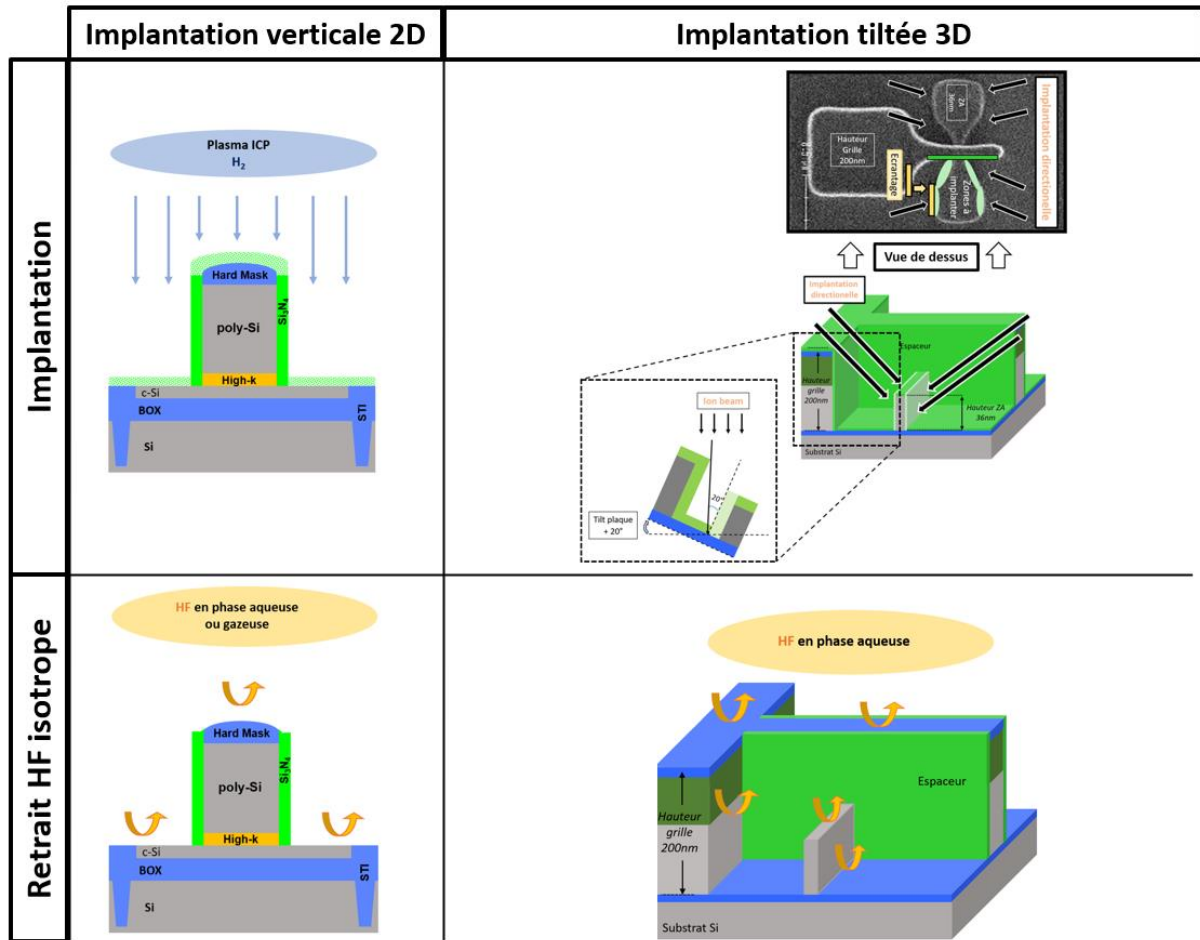 Implantation verticale 2D
Implantation tiltée 3D
Implantation
Plasma ICP
H2
Hard Mask
Si3N4
poly-Si
High-k
c-Si
BOX
STI
Si
ZA
36nm
Hauteur
Grille
200nm
Ecrantage
Zones à
implanter
Implantation directionelle
Vue de dessus
Implantation
directionelle
Espaceur
Hauteur
grille
200nm
Hauteur ZA
36nm
Substrat Si
Ion beam
20°
Tilt plaque
+ 20°
Retrait HF isotrope
HF en phase aqueuse
ou gazeuse
Hard Mask
Si3N4
poly-Si
High-k
c-Si
BOX
STI
Si
HF en phase aqueuse
Espaceur
Hauteur
grille
200nm
Substrat Si